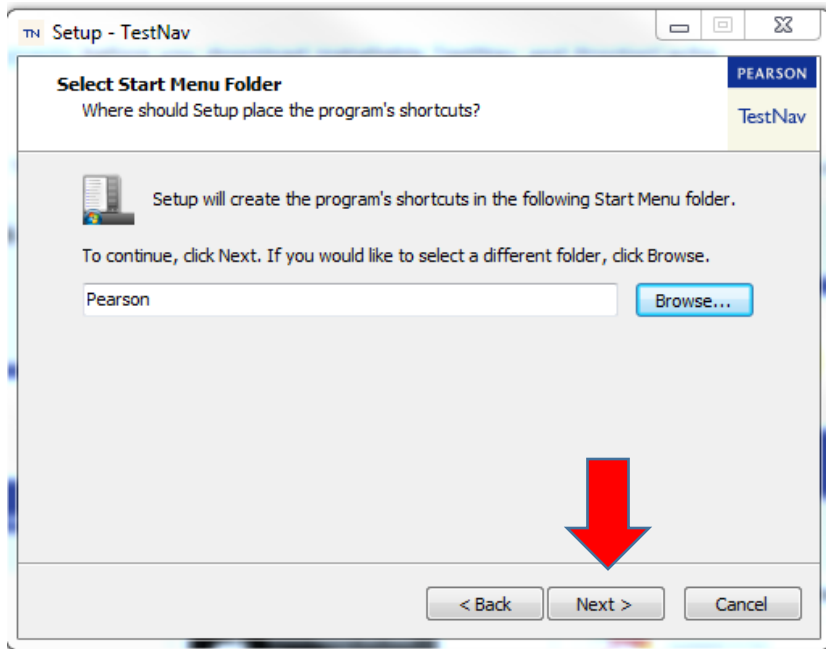 TN Setup - TestNav
Select Start Menu Folder
Where should Setup place the program's shortcuts?
PEARSON
TestNav
Setup will create the program's shortcuts in the following Start Menu folder.
To continue, click Next. If you would like to select a different folder, click Browse.
Pearson
Browse...
< Back
Next >
Cancel